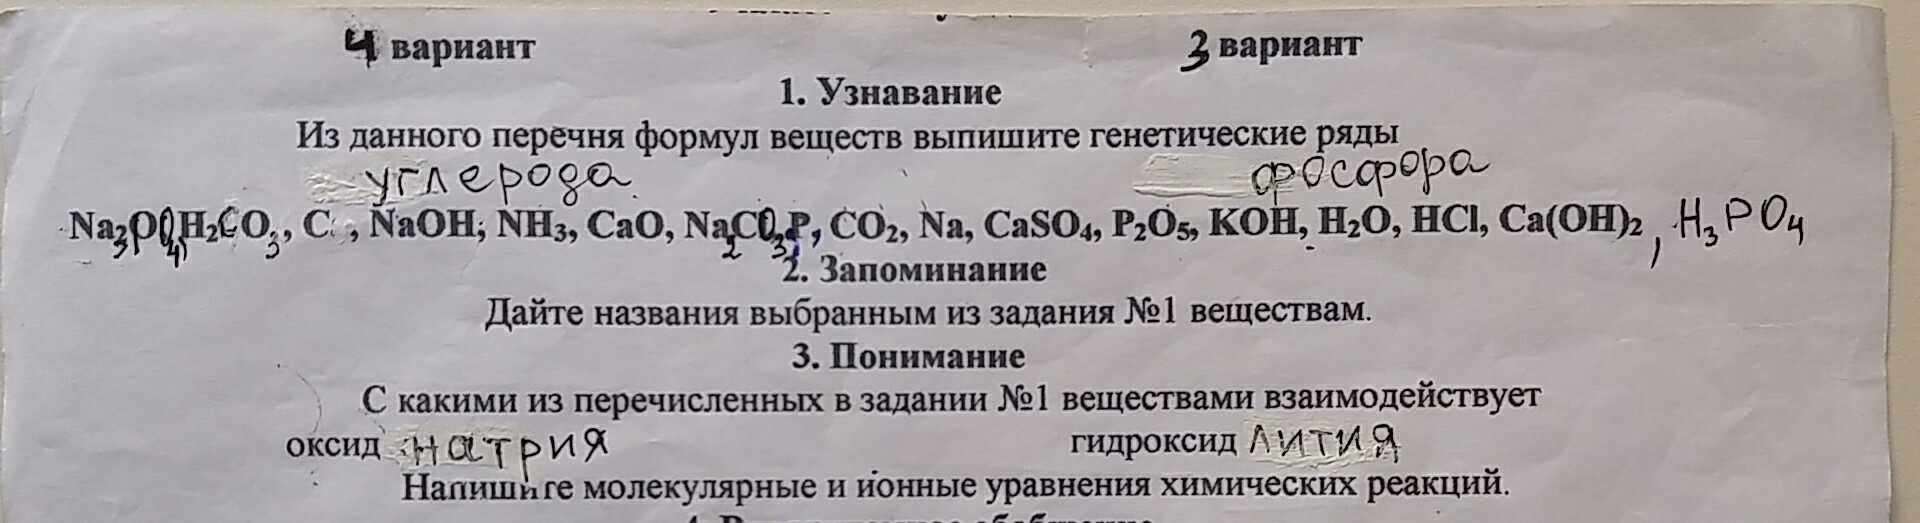 4 вариант 3 вариант
1. Узнавание
Из данного перечня формул веществ выпишите генетические ряды
углерода фосфора
Na₃PO₄, H₂CO₃, C, NaOH; NH₃, CaO, Na₂CO₃, P, CO₂, Na, CaSO₄, P₂O₅, KOH, H₂O, HCl, Ca(OH)₂, H₃PO₄
2. Запоминание
Дайте названия выбранным из задания №1 веществам.
3. Понимание
С какими из перечисленных в задании №1 веществами взаимодействует
оксид натрия гидроксид лития
Напишите молекулярные и ионные уравнения химических реакций.